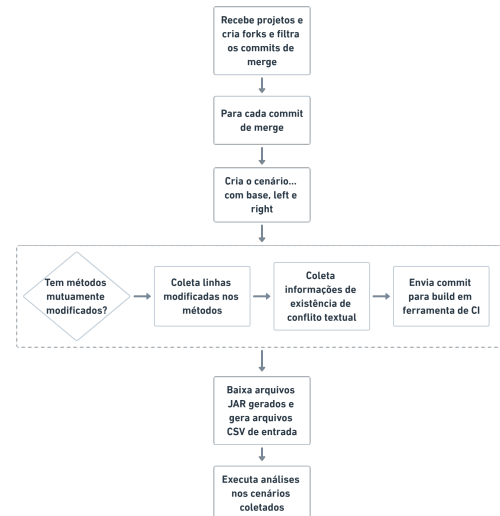 Recebe projetos e
cria forks e filtra
os commits de
merge
Para cada commit
de merge
Cria o cenário...
com base, left e
right
Tem métodos
mutuamente
modificados?
Coleta linhas
modificadas nos
métodos
Coleta
informações de
existência de
conflito textual
Envia commit
para build em
ferramenta de CI
Baixa arquivos
JAR gerados e
gera arquivos
CSV de entrada
Executa análises
nos cenários
coletados